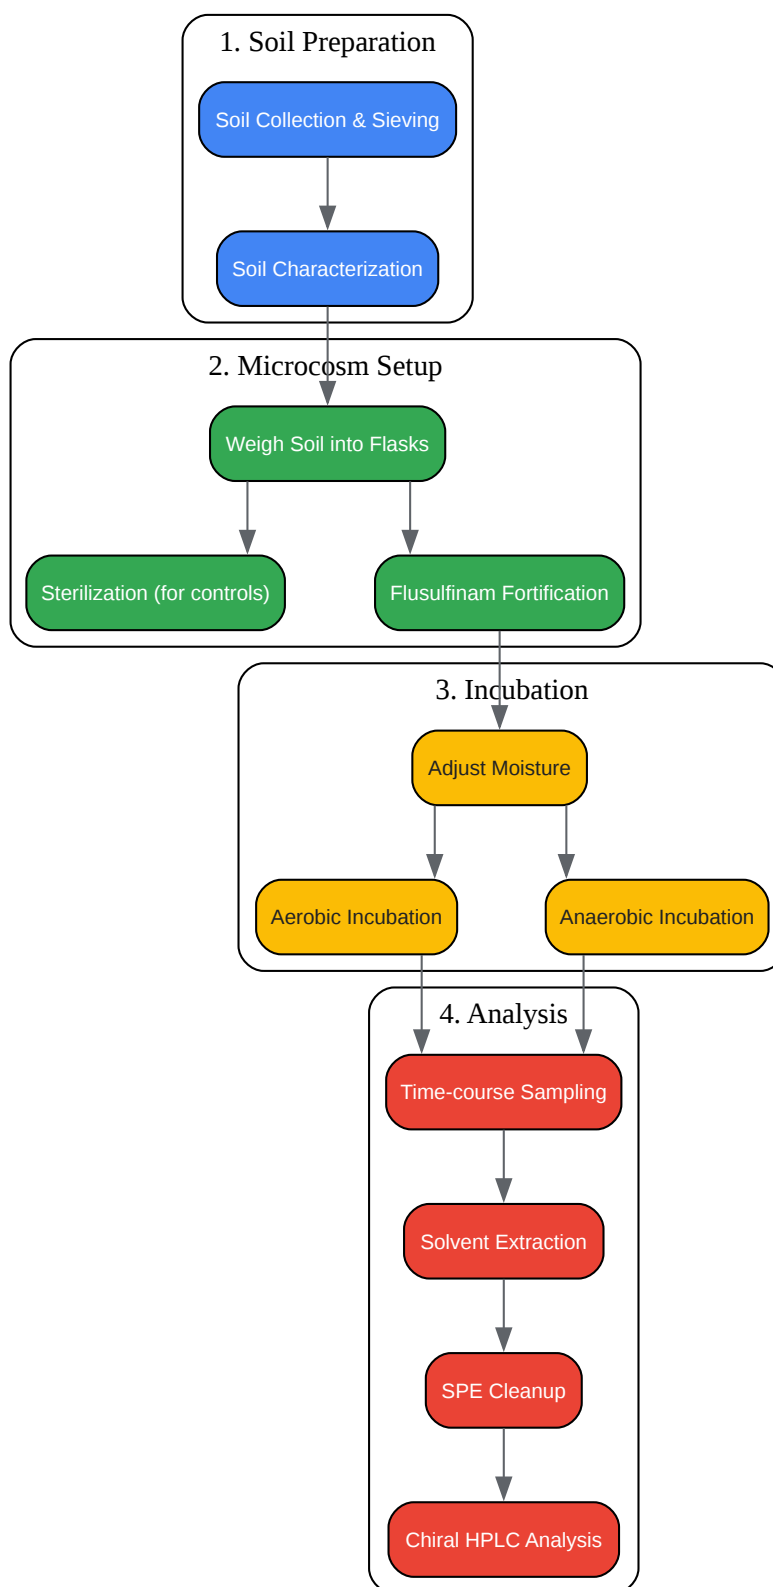 1. Soil Preparation
Soil Collection & Sieving
Soil Characterization
2. Microcosm Setup
Weigh Soil into Flasks
Sterilization (for controls)
Flusulfinam Fortification
3. Incubation
Adjust Moisture
Aerobic Incubation
Anaerobic Incubation
4. Analysis
Time-course Sampling
Solvent Extraction
SPE Cleanup
Chiral HPLC Analysis